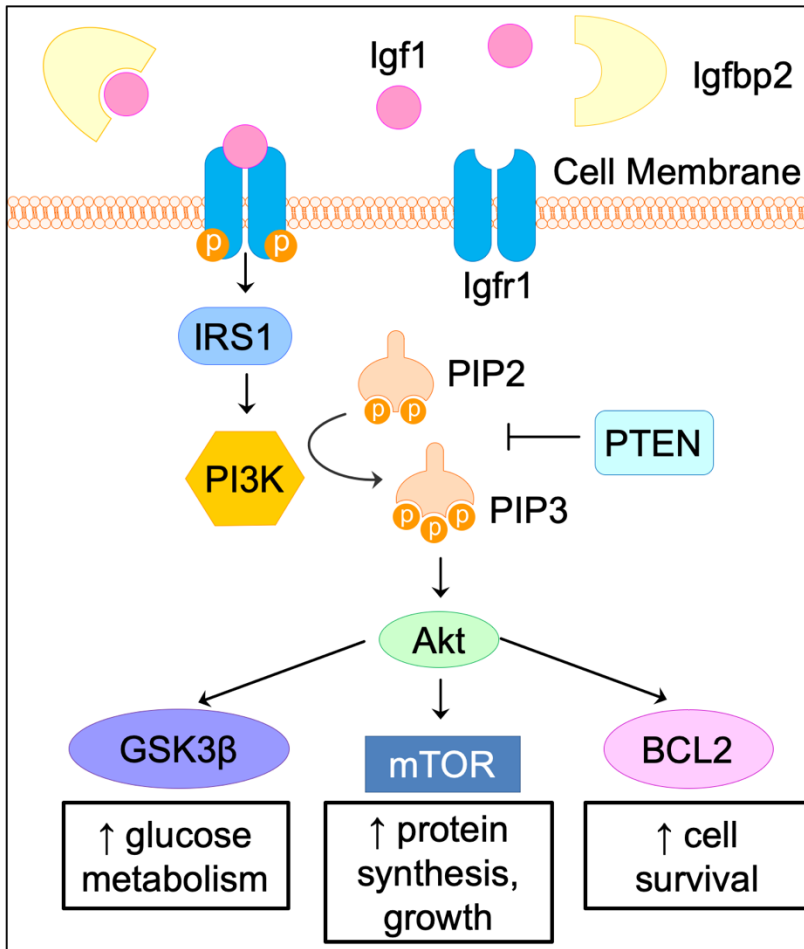 Igf1
Igfbp2
Cell Membrane
p
p
Igfr1
IRS1
PIP2
p
p
PTEN
PI3K
PIP3
p
p
p
Akt
GSK3β
mTOR
BCL2
↑ glucose
metabolism
↑ protein
synthesis,
growth
↑ cell
survival